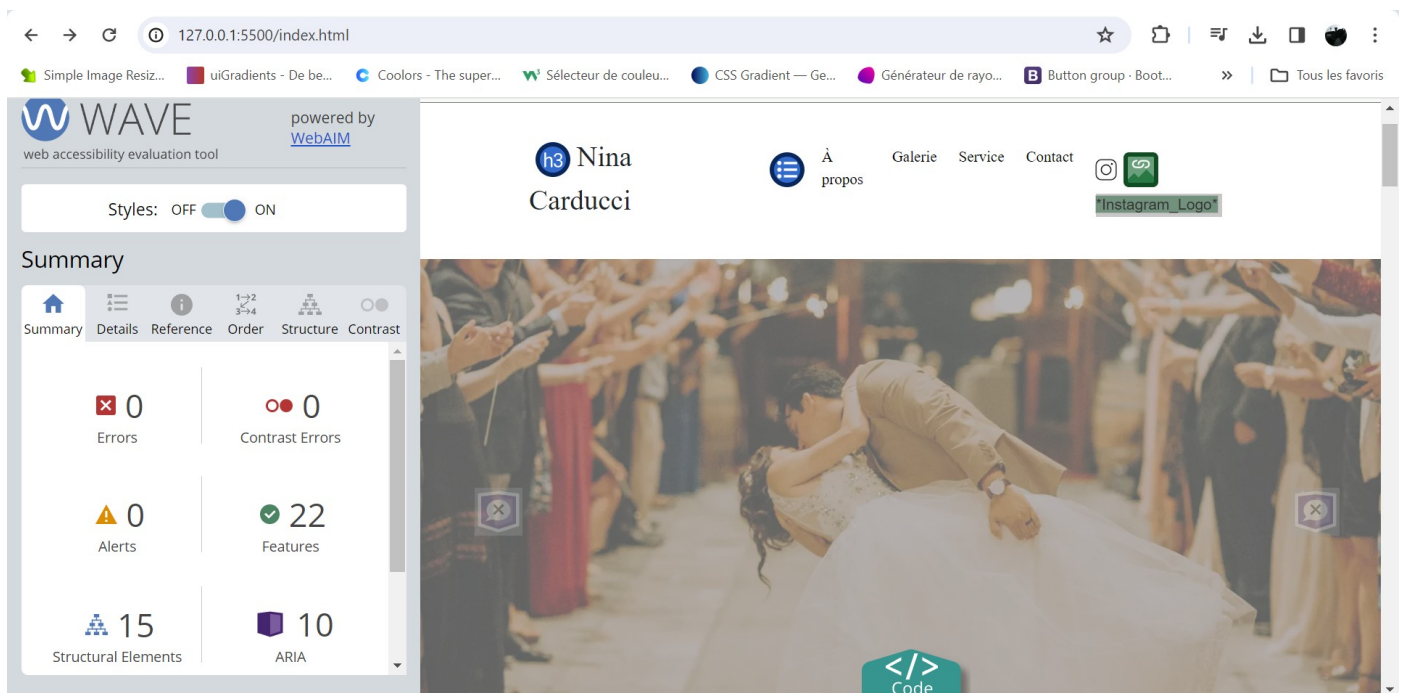 127.0.0.1:5500/index.html
Simple Image Resiz... uiGradients - De be... Coolors - The super... Sélecteur de couleu... CSS Gradient — Ge... Générateur de rayo... B Button group · Boot... » Tous les favoris
WAVE
powered by
WebAIM
web accessibility evaluation tool
Styles: OFF ON
Summary
Summary Details Reference Order Structure Contrast
0
Errors
0
Contrast Errors
0
Alerts
22
Features
15
Structural Elements
10
ARIA
h3 Nina
Carducci
À
propos
Galerie Service Contact
*Instagram_Logo*
</>
Code